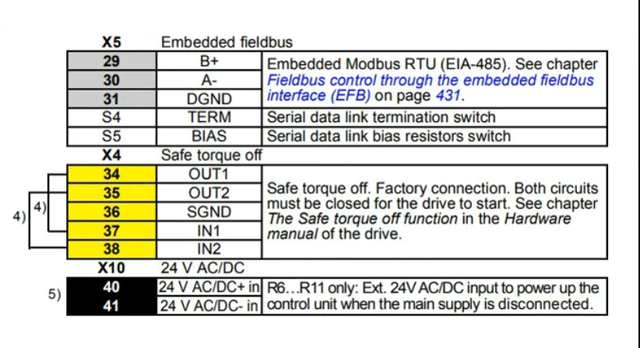 X5 Embedded fieldbus
29 B+ Embedded Modbus RTU (EIA-485). See chapter
30 A- Fieldbus control through the embedded fieldbus
31 DGND interface (EFB) on page 431.
S4 TERM Serial data link termination switch
S5 BIAS Serial data link bias resistors switch
X4 Safe torque off
34 OUT1
35 OUT2 Safe torque off. Factory connection. Both circuits
4) 4) 36 SGND must be closed for the drive to start. See chapter
37 IN1 The Safe torque off function in the Hardware
38 IN2 manual of the drive.
X10 24 V AC/DC
5) 40 24 V AC/DC+ in R6...R11 only: Ext. 24V AC/DC input to power up the
41 24 V AC/DC- in control unit when the main supply is disconnected.